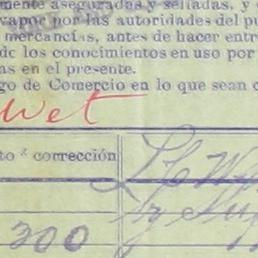 mente aseguradas y selladas, y
vapor por las autoridades del pu
mercancías, antes de hacer entr
de los conocimientos en uso por
as en el presente.
go de Comercio en lo que sean
wet
to x corrección
300